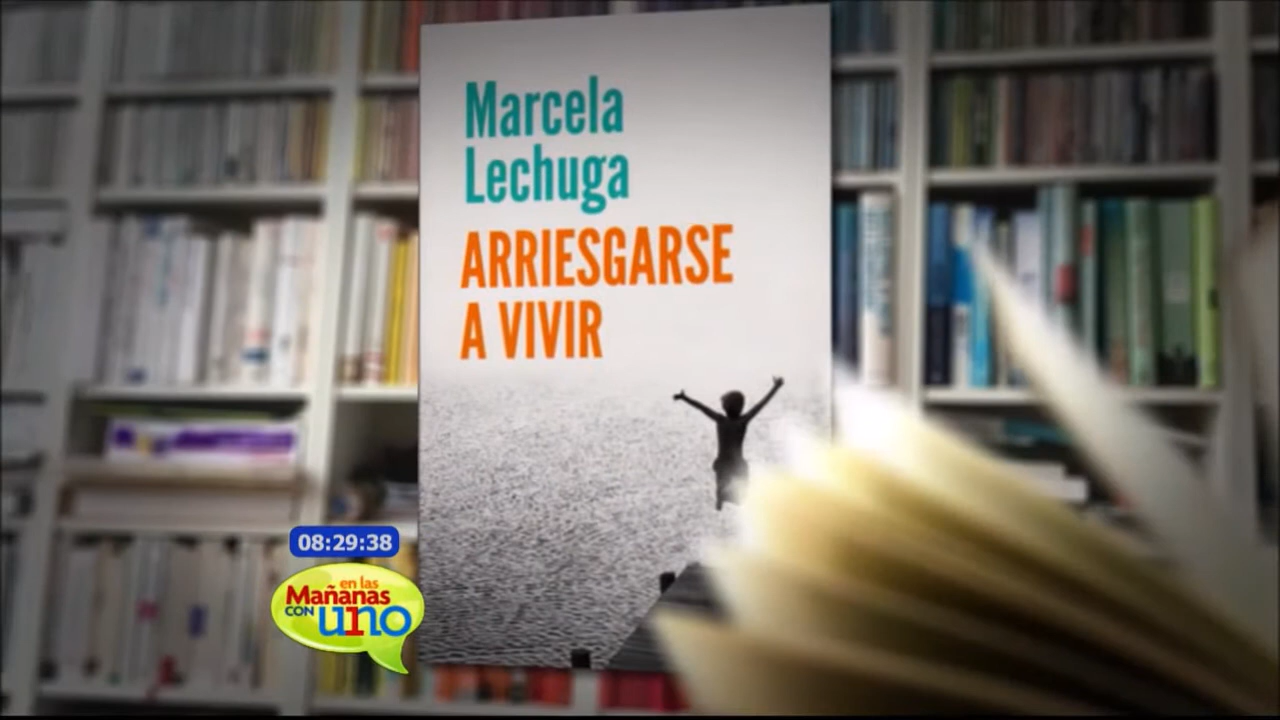 Marcela
Lechuga
ARRIESGARSE
A VIVIR
08:29:38
en las
Mañanas
CON uno